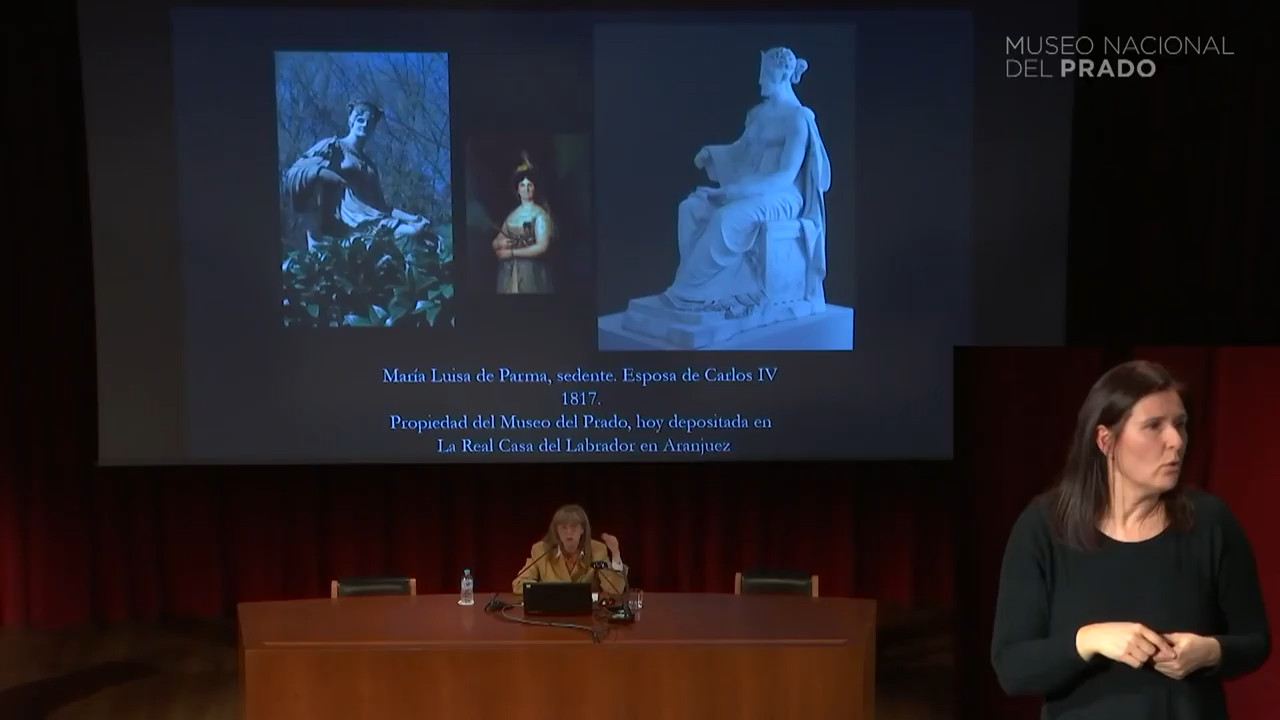 MUSEO NACIONAL
DEL PRADO
María Luisa de Parma, sedente. Esposa de Carlos IV
1817.
Propiedad del Museo del Prado, hoy depositada en
La Real Casa del Labrador en Aranjuez